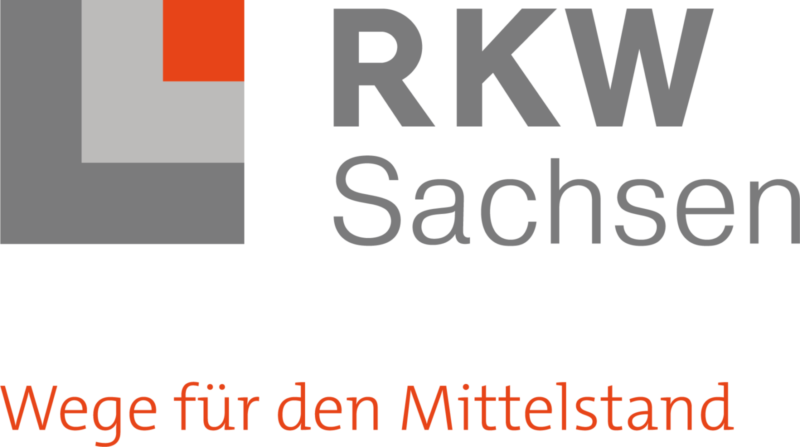 RKW
Sachsen
Wege für den Mittelstand